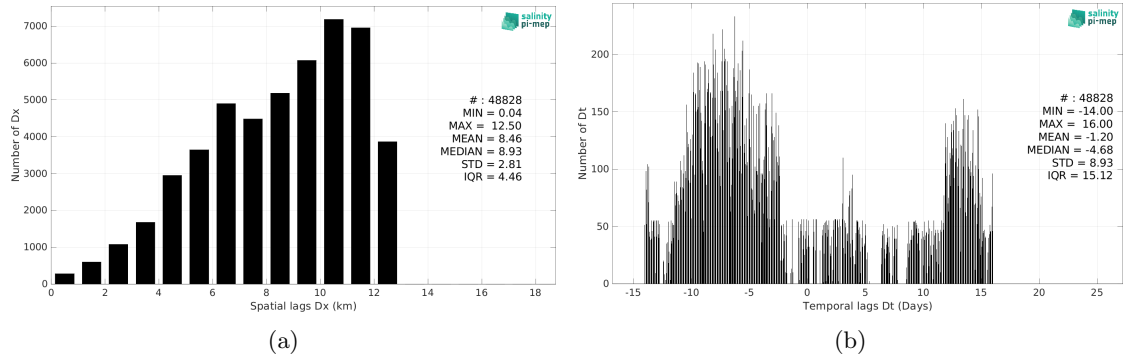 7000
6000
5000
4000
3000
2000
1000
0
Number of Dx
0
2
4
6
8
10
12
14
16
18
Spatial lags Dx (km)
salinity
pi-mep
# : 48828
MIN = 0.04
MAX = 12.50
MEAN = 8.46
MEDIAN = 8.93
STD = 2.81
IQR = 4.46
(a)
200
150
100
50
0
Number of Dt
-15
-10
-5
0
5
10
15
20
25
Temporal lags Dt (Days)
salinity
pi-mep
# : 48828
MIN = -14.00
MAX = 16.00
MEAN = -1.20
MEDIAN = -4.68
STD = 8.93
IQR = 15.12
(b)